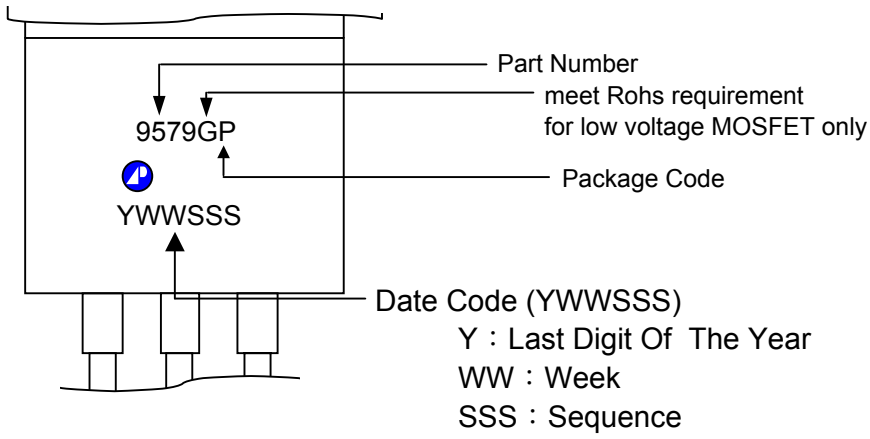 Part Number
meet Rohs requirement
for low voltage MOSFET only
9579GP
Package Code
YWWSSS
Date Code (YWWSSS)
Y：Last Digit Of The Year
WW：Week
SSS：Sequence